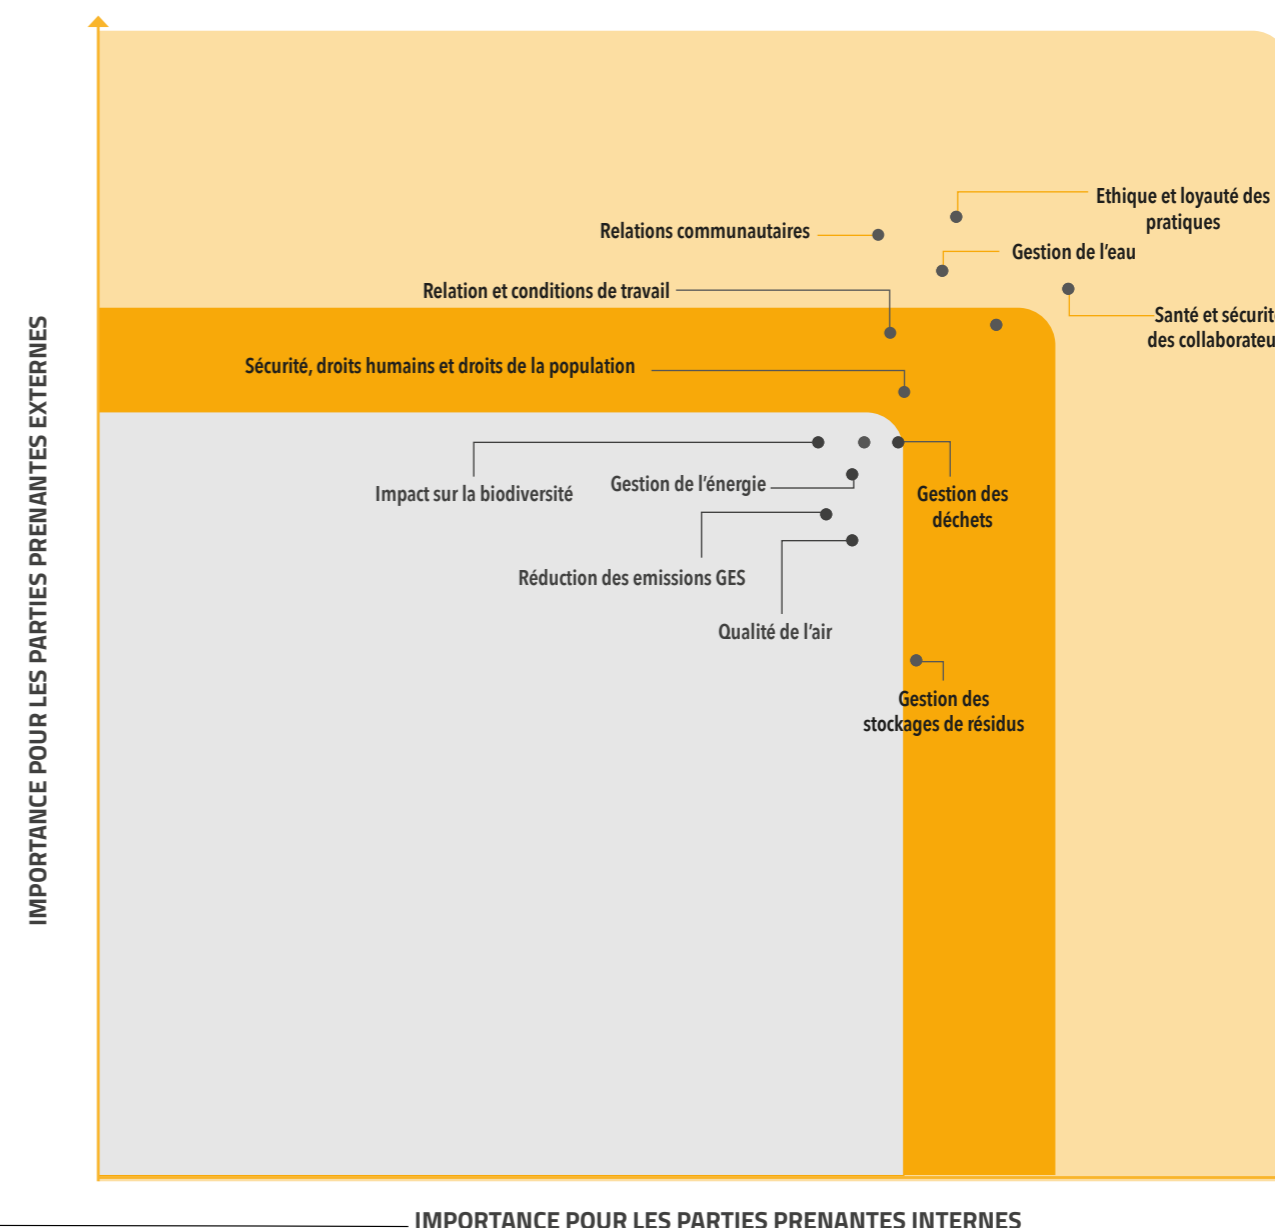 IMPORTANCE POUR LES PARTIES PRENANTES EXTERNES
Ethique et loyauté des
pratiques
Relations communautaires
Gestion de l'eau
Relation et conditions de travail
Santé et sécurit
des collaborateu
Sécurité, droits humains et droits de la population
Impact sur la biodiversité
Gestion de l'énergie
Gestion des
déchets
Réduction des emissions GES
Qualité de l'air
Gestion des
stockages de résidus
IMPORTANCE POUR LES PARTIES PRENANTES INTERNES